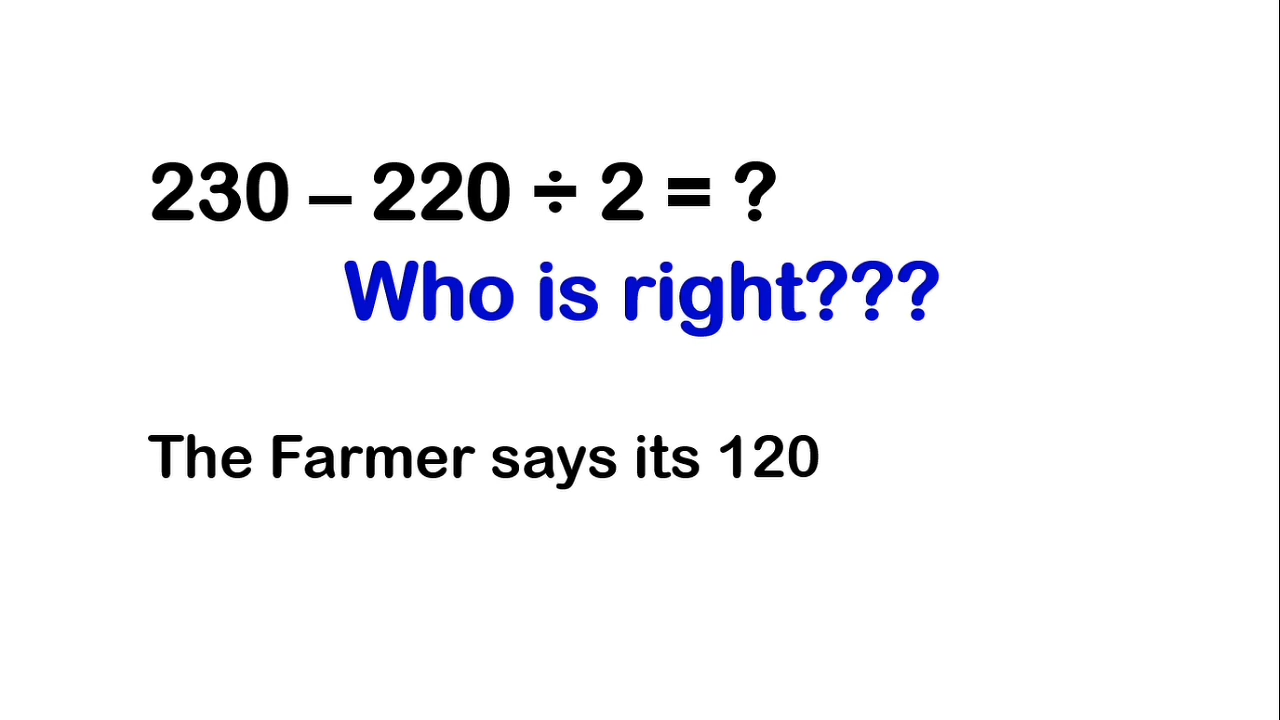 230 – 220 ÷ 2 = ?
Who is right???
The Farmer says its 120